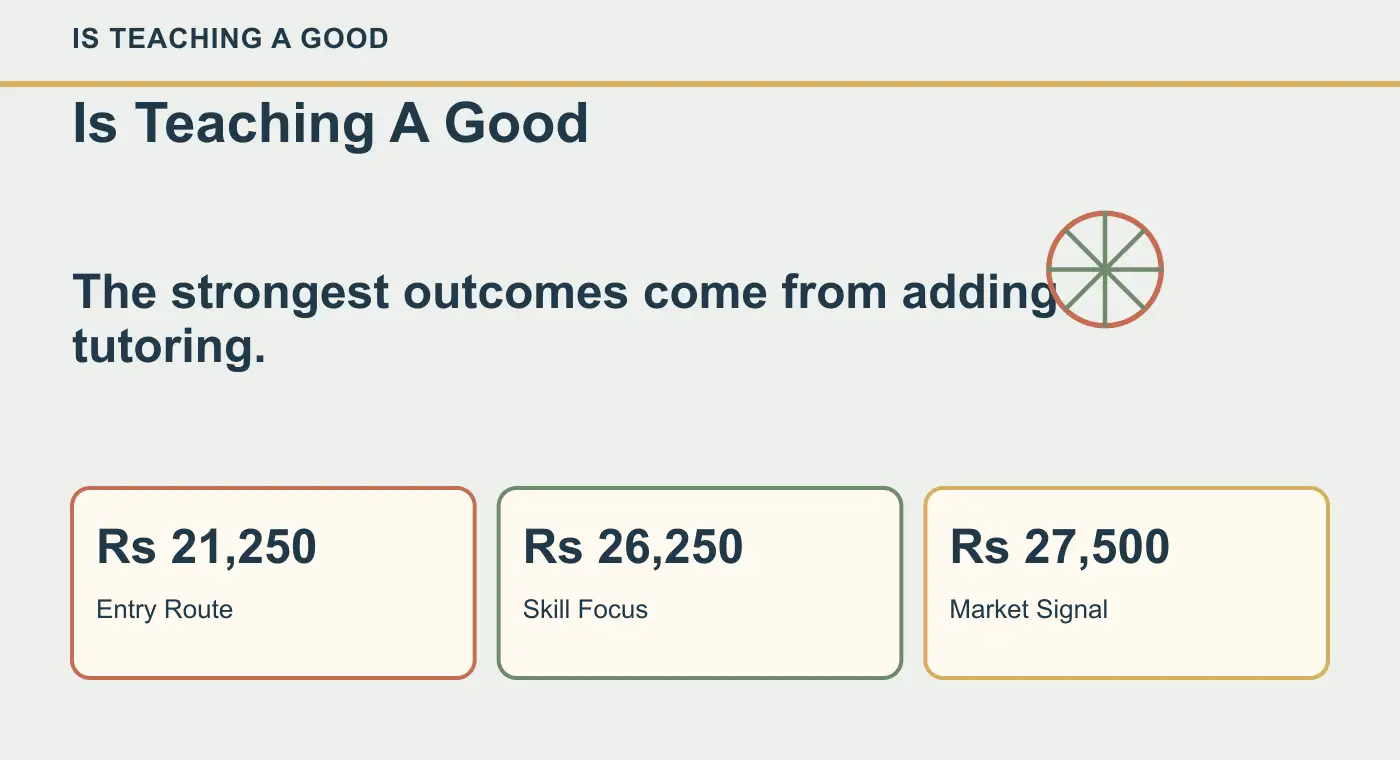 IS TEACHING A GOOD
Is Teaching A Good
The strongest outcomes come from adding
tutoring.
Rs 21,250
Entry Route
Rs 26,250
Skill Focus
Rs 27,500
Market Signal